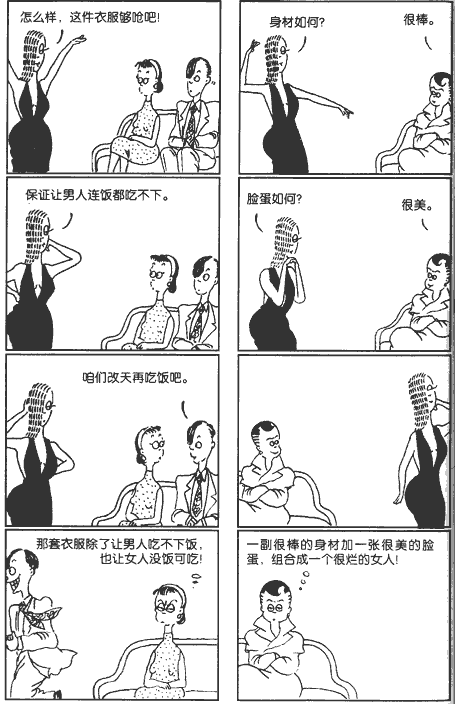 怎么样，这件衣服够呛吧！
保证让男人连饭都吃不下。
咱们改天再吃饭吧。
那套衣服除了让男人吃不下饭，
也让女人没饭可吃！
身材如何？
很棒。
脸蛋如何？
很美。
一副很棒的身材加一张很美的脸
蛋，组合成一个很烂的女人！